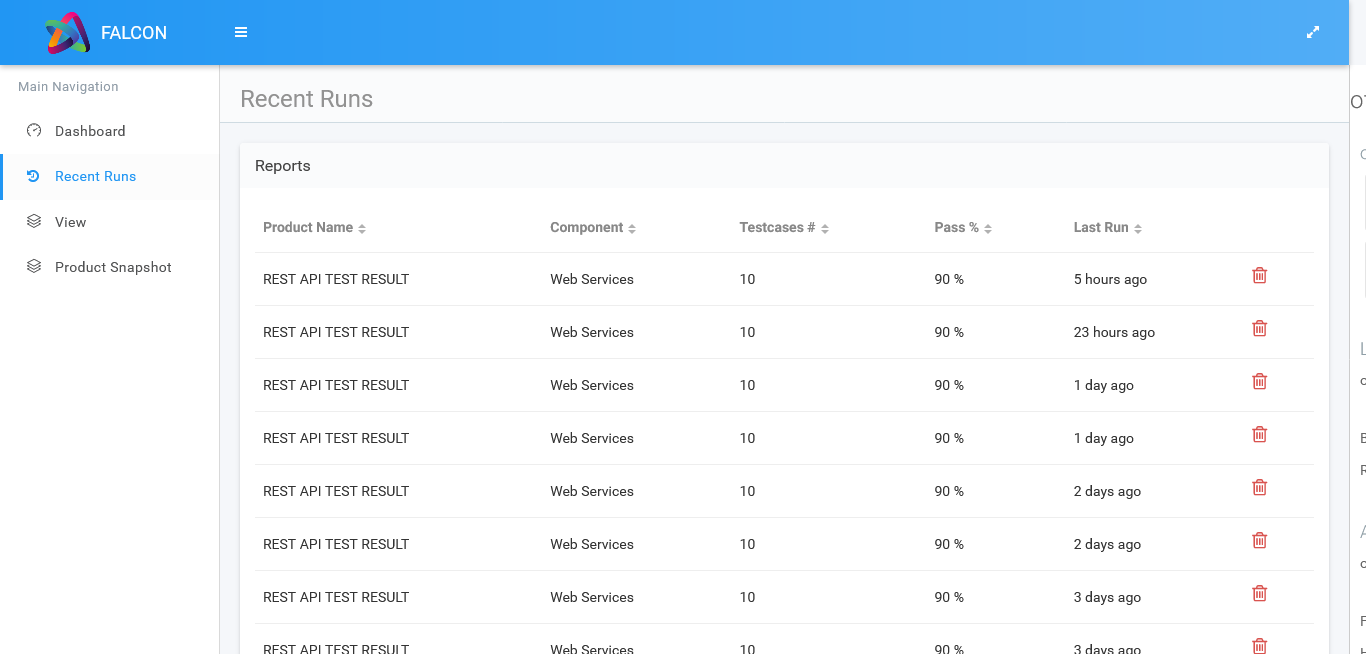 FALCON
Main Navigation
Dashboard
Recent Runs
View
Product Snapshot
Recent Runs
Reports
Product Name Component Testcases # Pass % Last Run
REST API TEST RESULT Web Services 10 90 % 5 hours ago
REST API TEST RESULT Web Services 10 90 % 23 hours ago
REST API TEST RESULT Web Services 10 90 % 1 day ago
REST API TEST RESULT Web Services 10 90 % 1 day ago
REST API TEST RESULT Web Services 10 90 % 2 days ago
REST API TEST RESULT Web Services 10 90 % 2 days ago
REST API TEST RESULT Web Services 10 90 % 3 days ago
REST API TEST RESULT Web Services 10 90 % 3 days ago